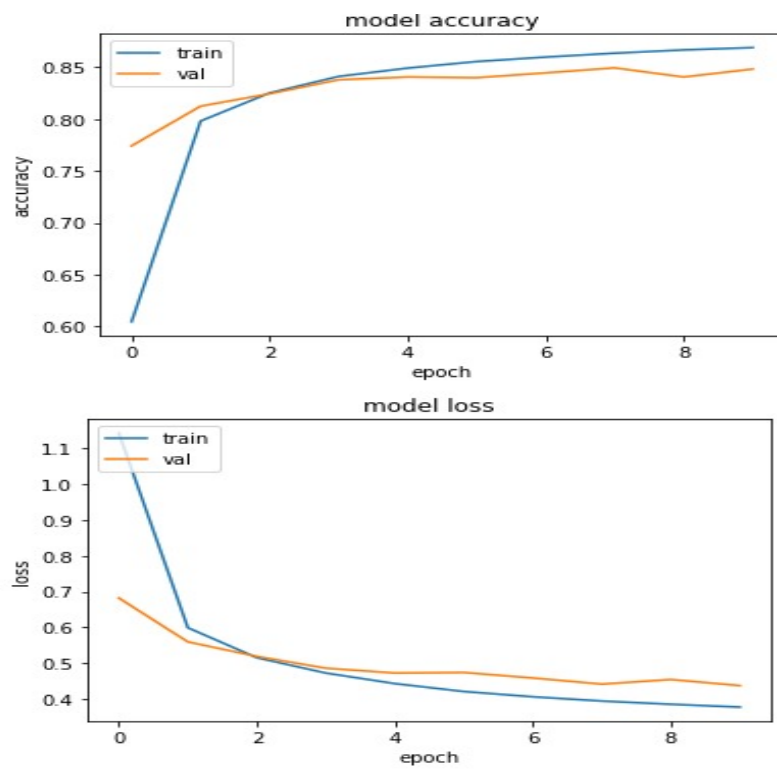 model accuracy
train
val
0.85
0.80
0.75
0.70
0.65
0.60
accuracy
0 2 4 6 8
epoch
model loss
train
val
1.1
1.0
0.9
0.8
0.7
0.6
0.5
0.4
loss
0 2 4 6 8
epoch